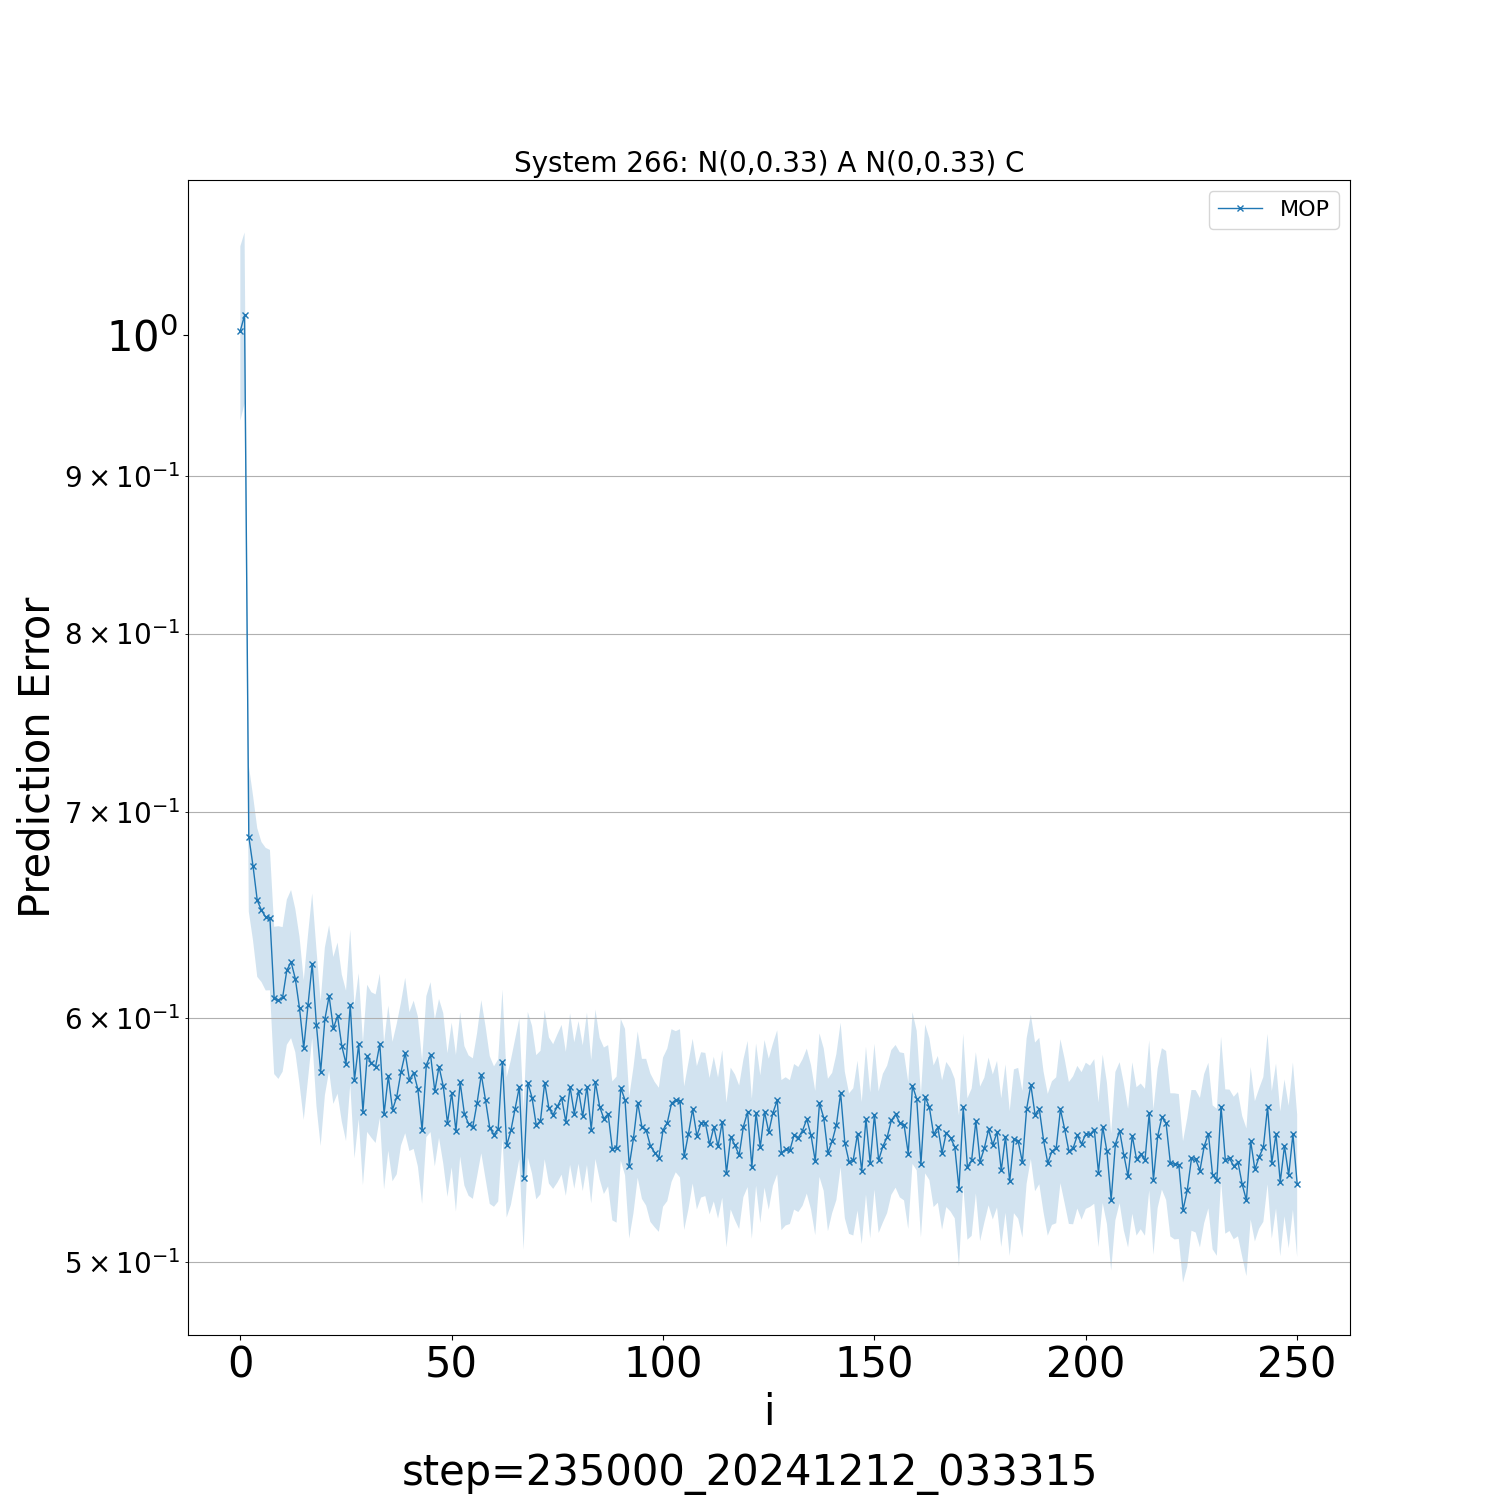 System 266: N(0,0.33) A N(0,0.33) C
MOP
10⁰
9 × 10⁻¹
8 × 10⁻¹
7 × 10⁻¹
6 × 10⁻¹
5 × 10⁻¹
Prediction Error
0 50 100 150 200 250
i
step=235000_20241212_033315